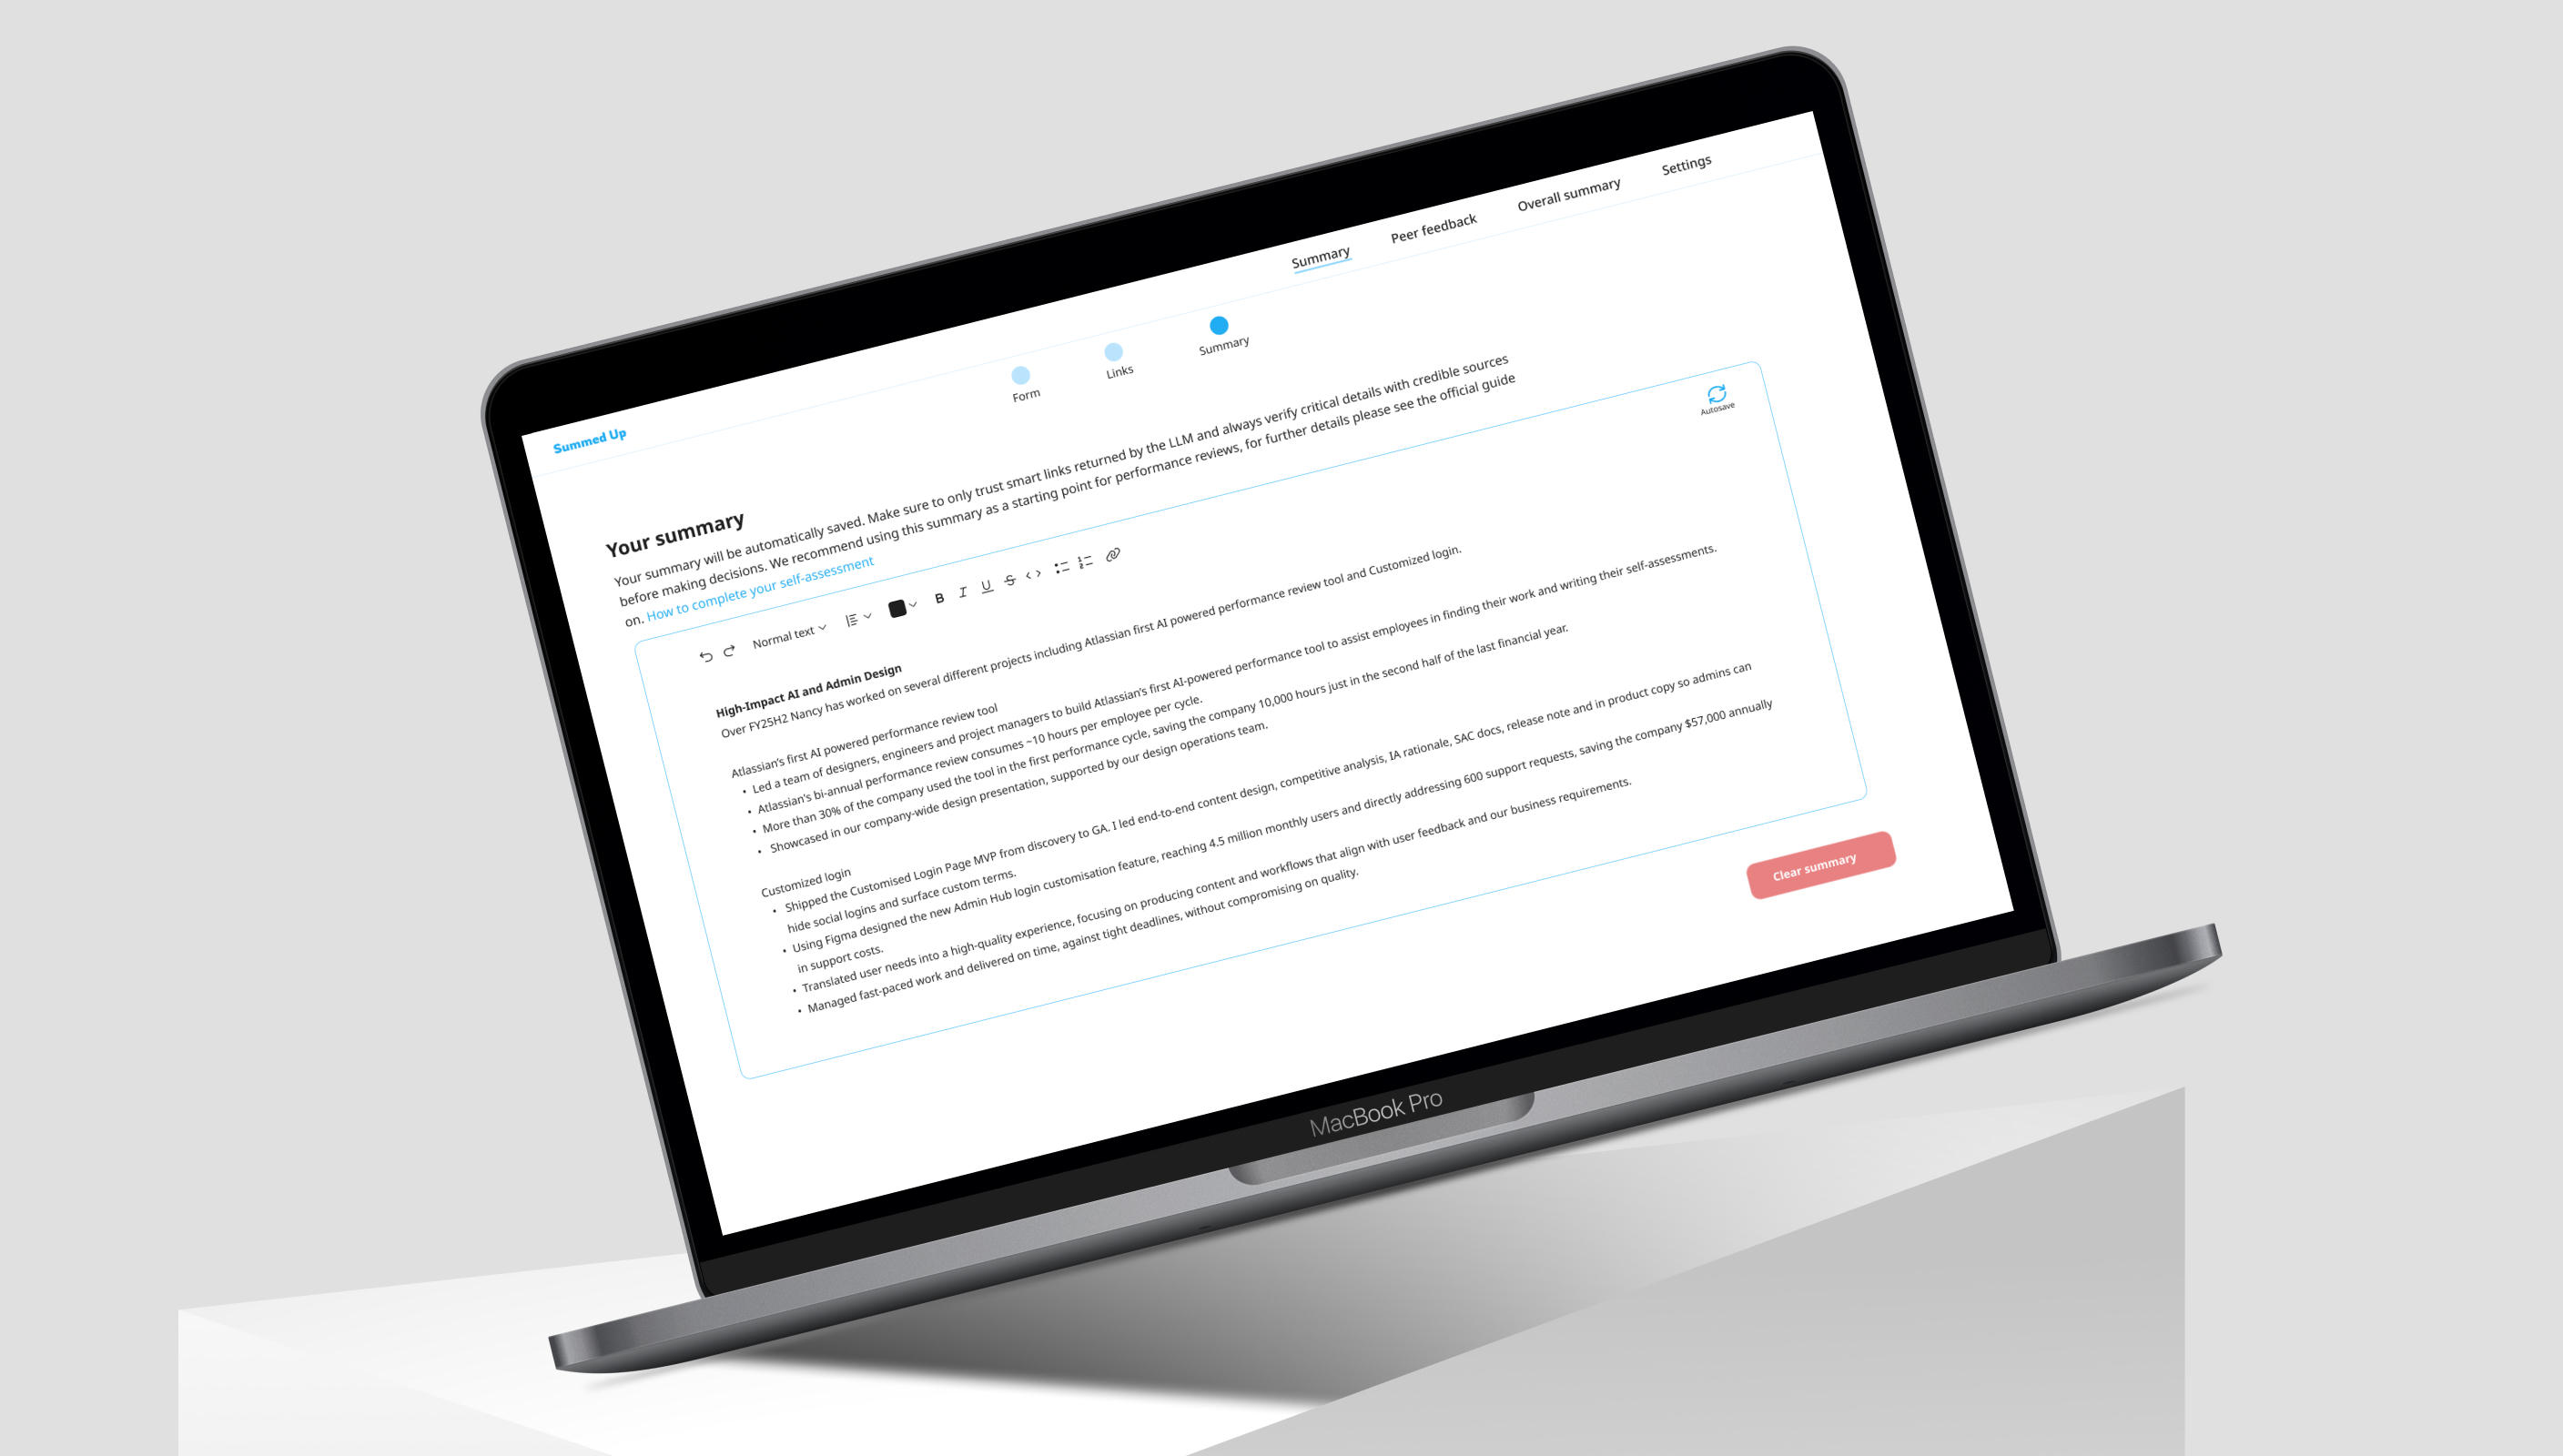 Summed Up
Summary
Peer feedback
Overall summary
Settings
Form
Links
Summary
Your summary
Your summary will be automatically saved. Make sure to only trust smart links returned by the LLM and always verify critical details with credible sources
before making decisions. We recommend using this summary as a starting point for performance reviews, for further details please see the official guide
on. How to complete your self-assessment
Autosave
Normal text
B I U S
High-Impact AI and Admin Design
Over FY25H2 Nancy has worked on several different projects including Atlassian first AI powered performance review tool and Customized login.
Atlassian's first AI powered performance review tool
• Led a team of designers, engineers and project managers to build Atlassian's first AI-powered performance tool to assist employees in finding their work and writing their self-assessments.
• Atlassian's bi-annual performance review consumes ~10 hours per employee per cycle.
• More than 30% of the company used the tool in the first performance cycle, saving the company 10,000 hours just in the second half of the last financial year.
• Showcased in our company-wide design presentation, supported by our design operations team.
Customized login
• Shipped the Customised Login Page MVP from discovery to GA. I led end-to-end content design, competitive analysis, IA rationale, SAC docs, release note and in product copy so admins can
hide social logins and surface custom terms.
• Using Figma designed the new Admin Hub login customisation feature, reaching 4.5 million monthly users and directly addressing 600 support requests, saving the company $57,000 annually
in support costs.
• Translated user needs into a high-quality experience, focusing on producing content and workflows that align with user feedback and our business requirements.
• Managed fast-paced work and delivered on time, against tight deadlines, without compromising on quality.
Clear summary
MacBook Pro